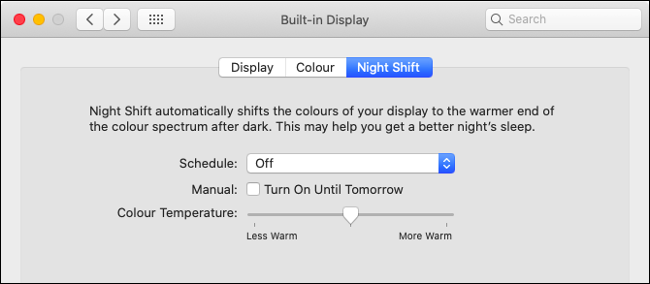 Built-in Display
Search
Display Colour Night Shift
Night Shift automatically shifts the colours of your display to the warmer end of
the colour spectrum after dark. This may help you get a better night's sleep.
Schedule: Off
Manual: Turn On Until Tomorrow
Colour Temperature:
Less Warm More Warm